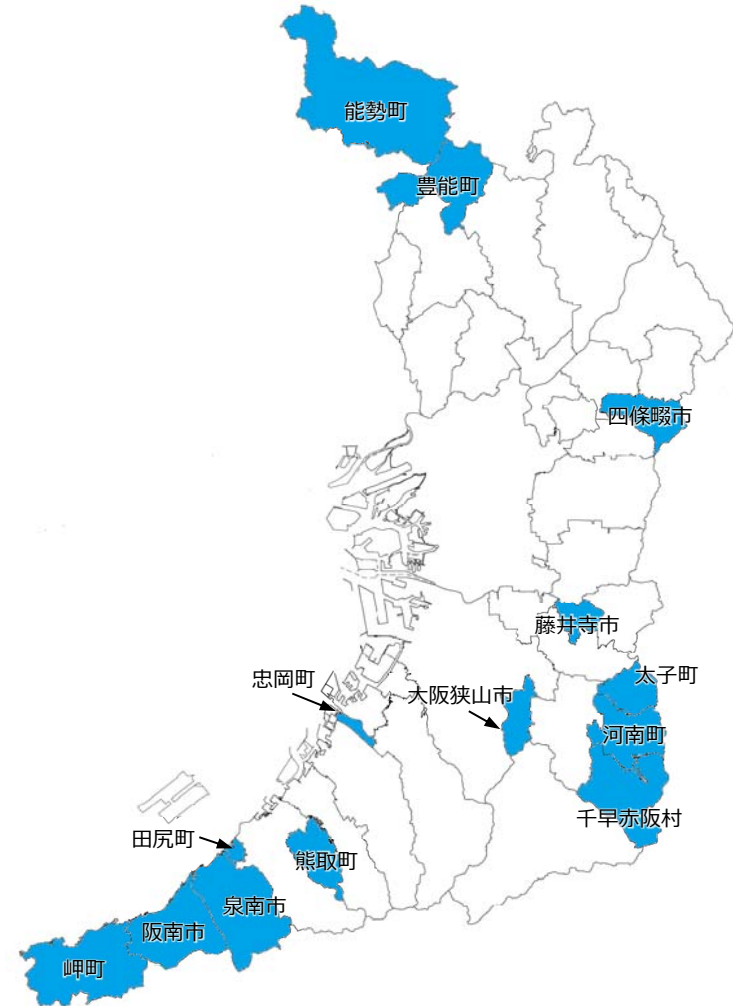 能勢町
豊能町
四條畷市
藤井寺市
太子町
忠岡町
大阪狭山市
河南町
千早赤阪村
田尻町
熊取町
泉南市
阪南市
岬町